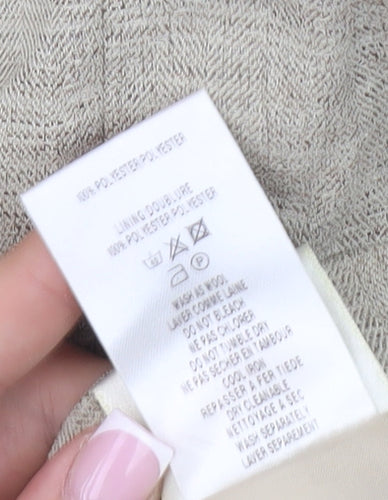 100% POLYESTER POLYESTER
LINING DOUBLURE
100% POLYESTER POLYESTER
WASH AS WOOL
LAVER COMME LAINE
DO NOT BLEACH
NE PAS CHLORER
DO NOT TUMBLE DRY
NE PAS SECHER EN TAMBOUR
COOL IRON
REPASSER A FER TIEDE
DRY CLEANABLE
NETTOYAGE A SEC
WASH SEPARATELY
LAVER SEPAREMENT